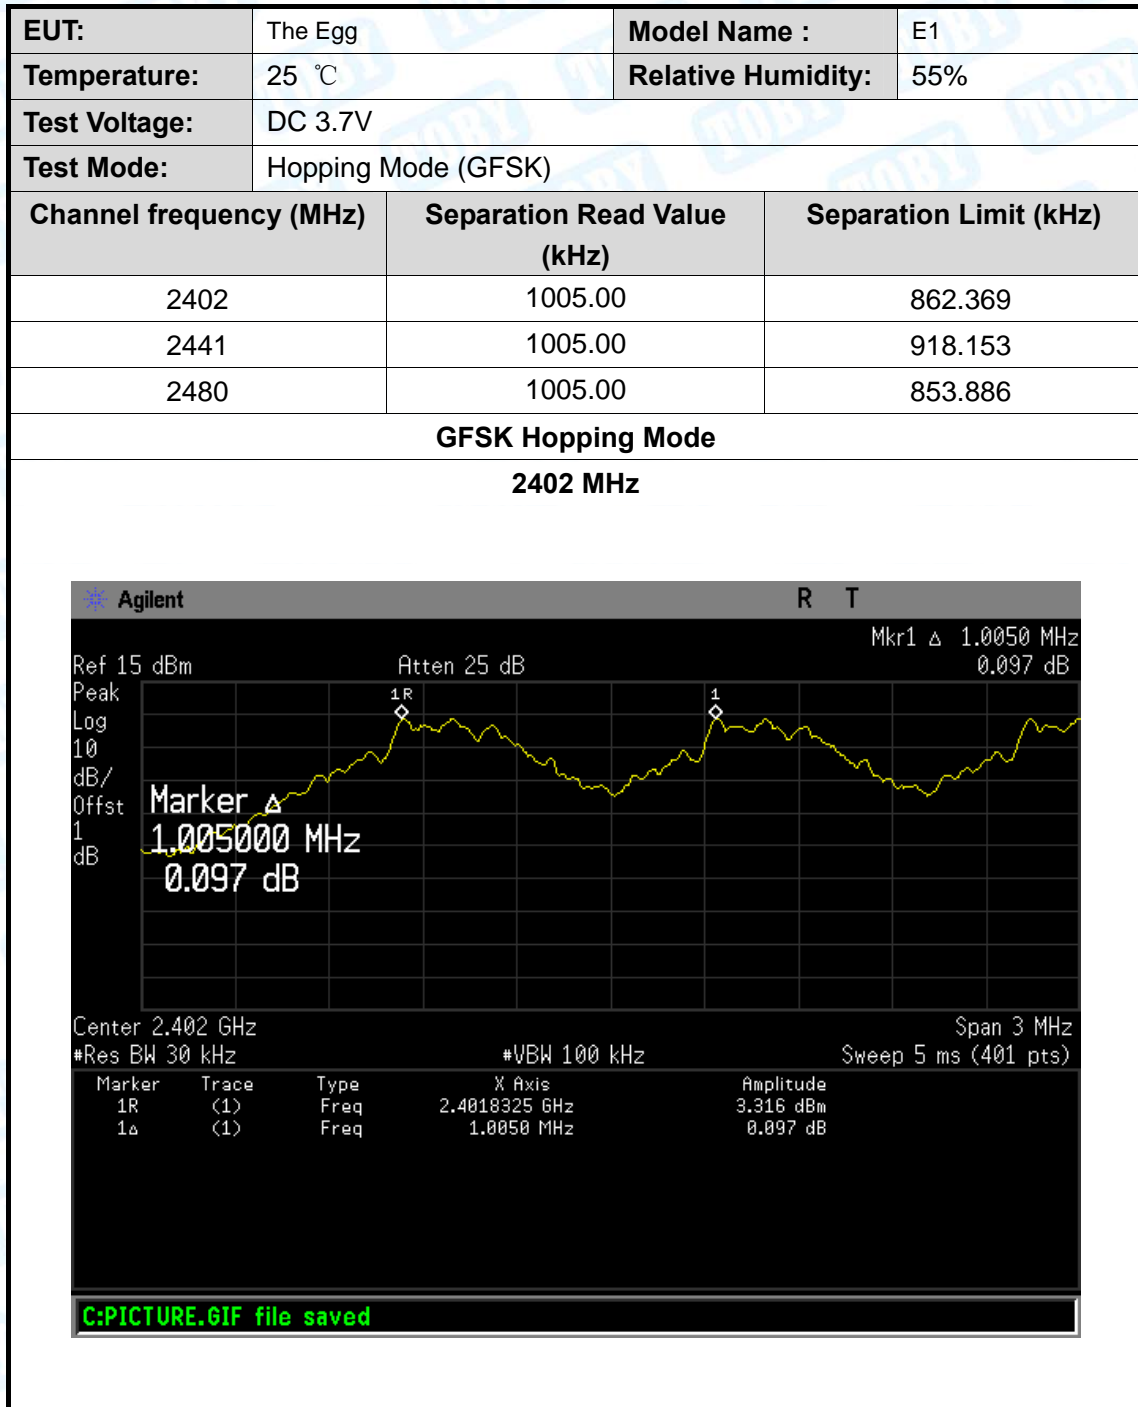 EUT: The Egg Model Name : E1
Temperature: 25 ℃ Relative Humidity: 55%
Test Voltage: DC 3.7V
Test Mode: Hopping Mode (GFSK)
Channel frequency (MHz) Separation Read Value (kHz) Separation Limit (kHz)
2402 1005.00 862.369
2441 1005.00 918.153
2480 1005.00 853.886
GFSK Hopping Mode
2402 MHz
Agilent R T
Mkr1 Δ 1.0050 MHz
Ref 15 dBm Atten 25 dB 0.097 dB
Peak
Log
10
dB/
Offst
1
dB
1R 1
Marker Δ
1.005000 MHz
0.097 dB
Center 2.402 GHz Span 3 MHz
#Res BW 30 kHz #VBW 100 kHz Sweep 5 ms (401 pts)
Marker Trace Type X Axis Amplitude
1R (1) Freq 2.4018325 GHz 3.316 dBm
1Δ (1) Freq 1.0050 MHz 0.097 dB
C:PICTURE.GIF file saved
TOBY